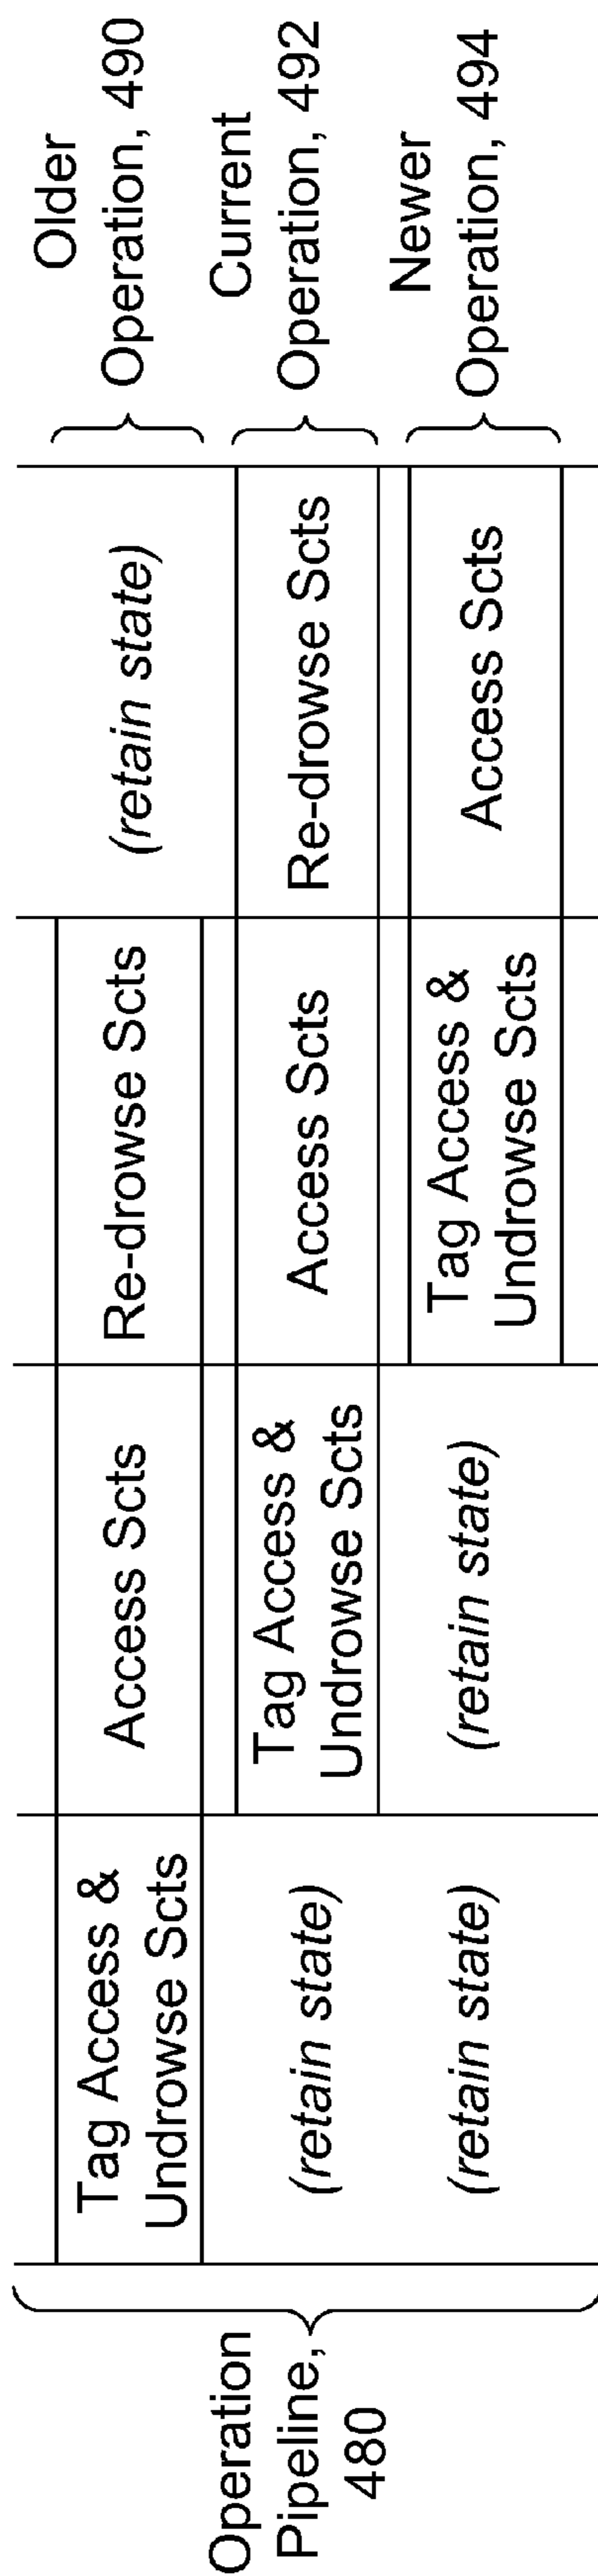 Operation
Pipeline,
480
Tag Access &
Undrowse Scts
Access Scts
Re-drowse Scts
(retain state)
Older
Operation, 490
(retain state)
Tag Access &
Undrowse Scts
Access Scts
Re-drowse Scts
Current
Operation, 492
(retain state)
(retain state)
Tag Access &
Undrowse Scts
Access Scts
Newer
Operation, 494